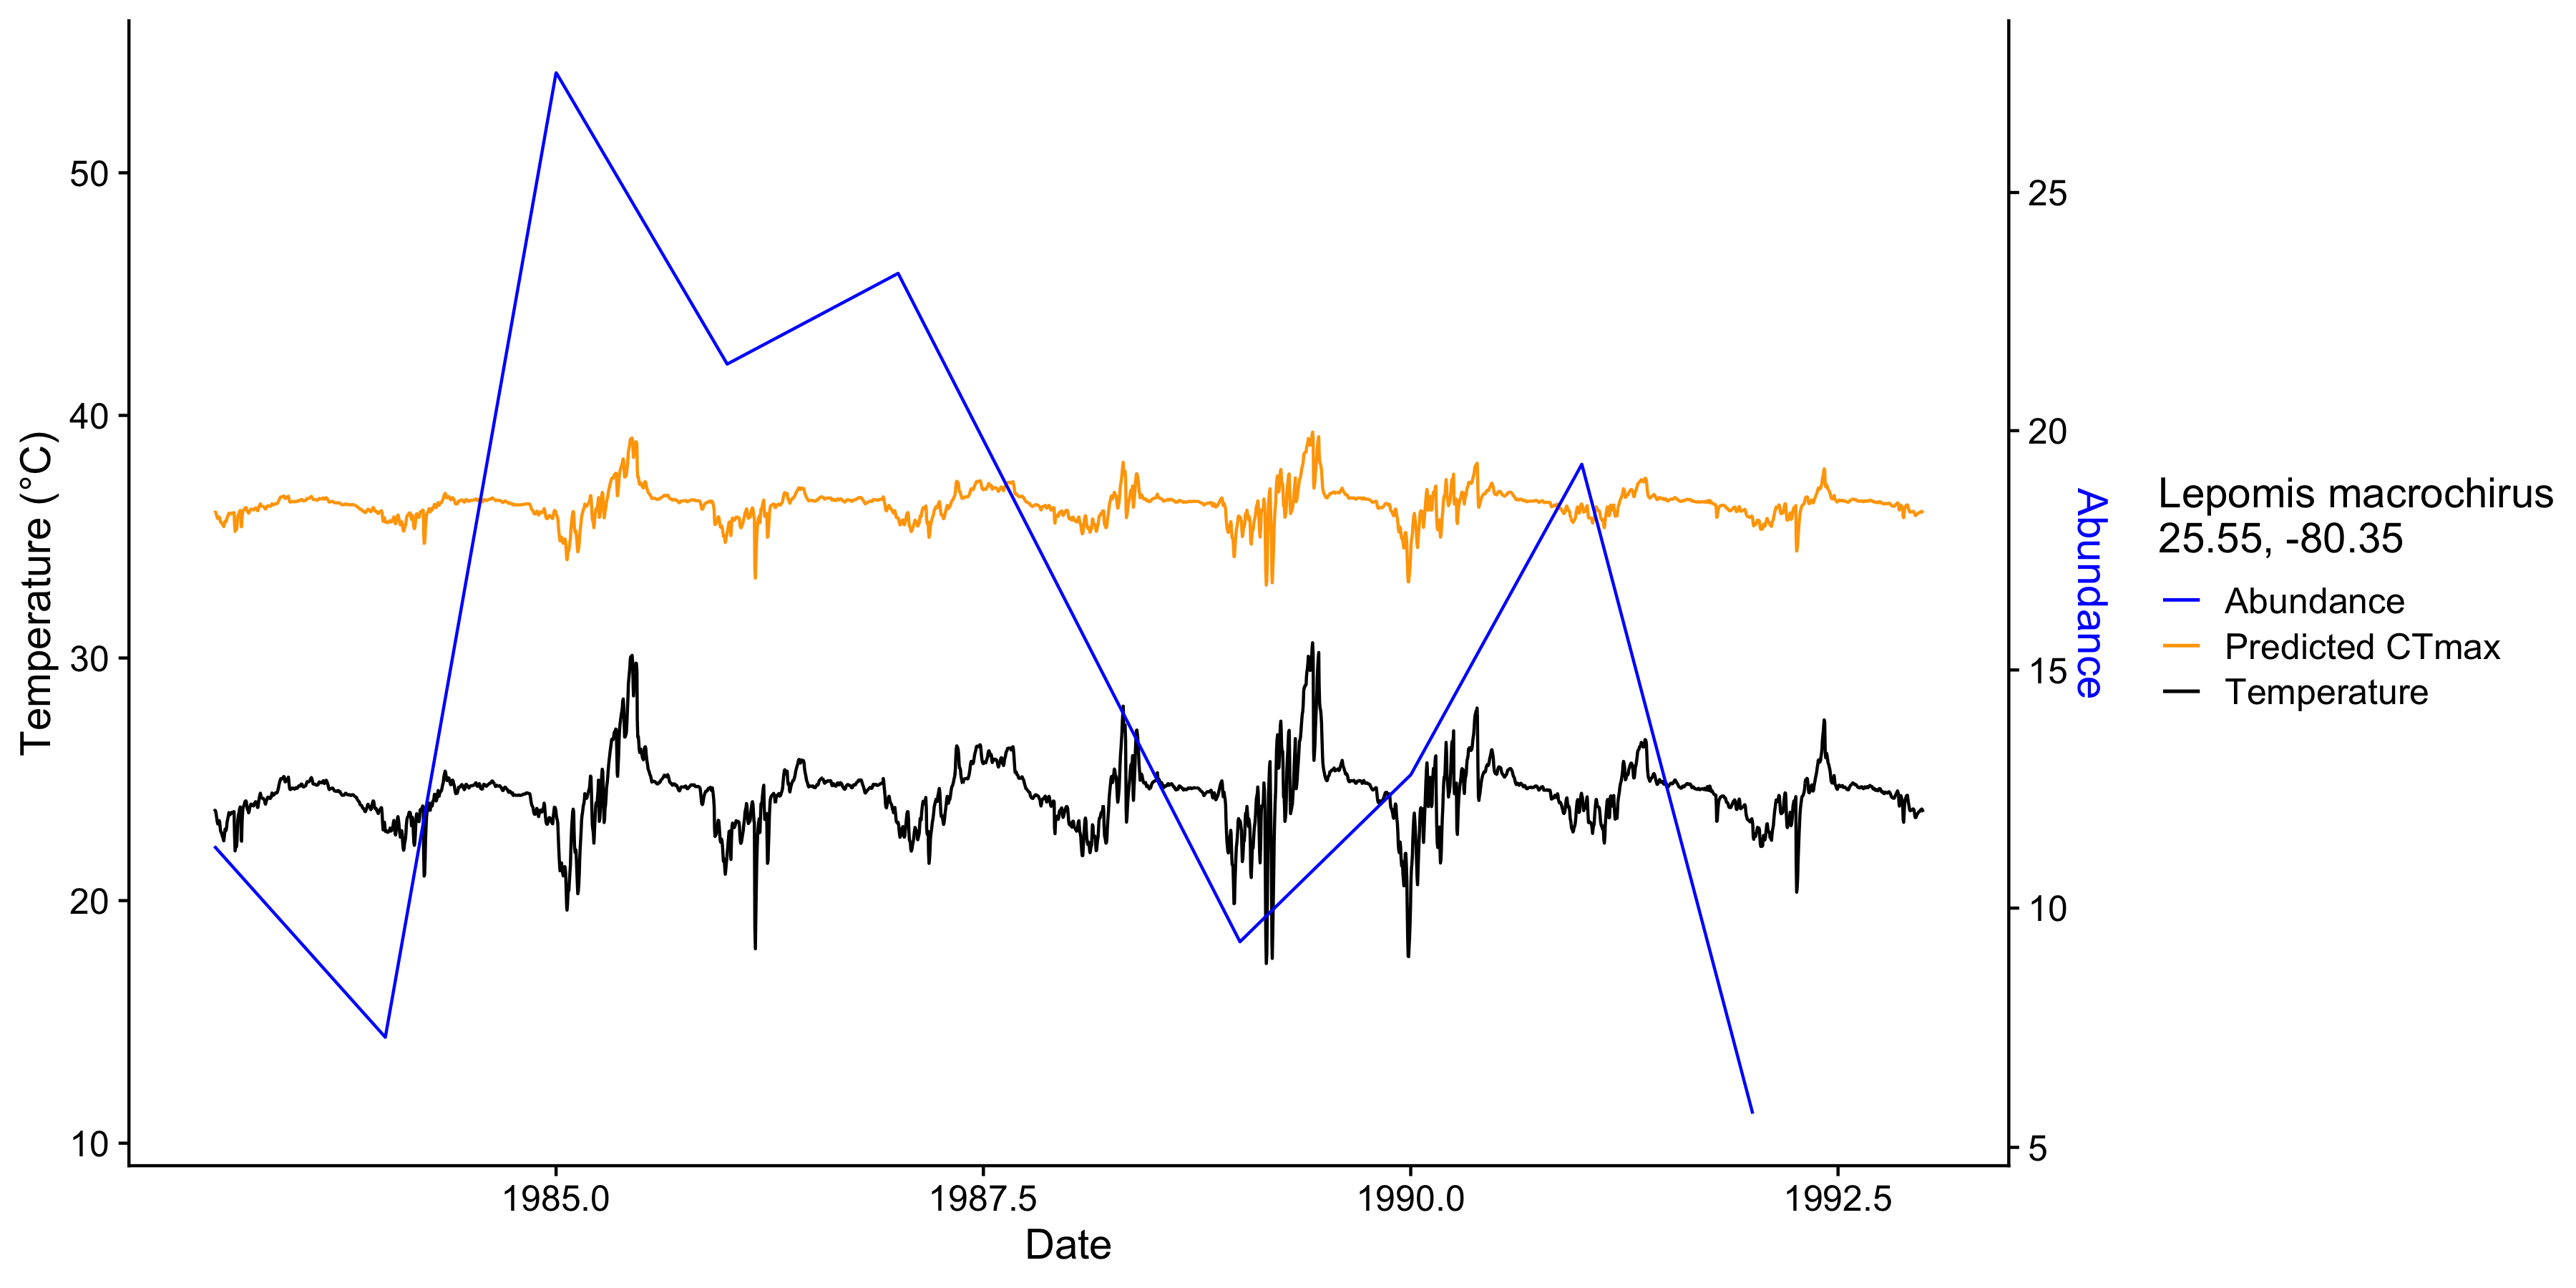 Temperature (°C)
50
40
30
20
10
1985.0
1987.5
1990.0
1992.5
Date
25
20
15
10
5
Abundance
Lepomis macrochirus
25.55, -80.35
Abundance
Predicted CTmax
Temperature